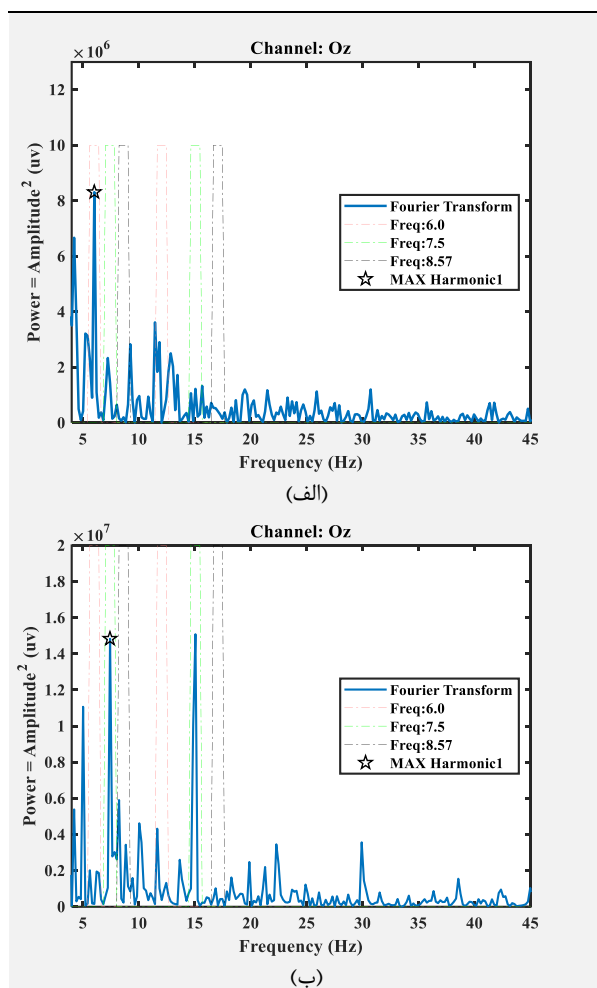 Channel: Oz
×10⁶
12
10
8
6
4
2
0
Power = Amplitude² (uv)
Fourier Transform
Freq:6.0
Freq:7.5
Freq:8.57
MAX Harmonic1
5 10 15 20 25 30 35 40 45
Frequency (Hz)
(الف)
Channel: Oz
×10⁷
2
1.8
1.6
1.4
1.2
1
0.8
0.6
0.4
0.2
0
Power = Amplitude² (uv)
Fourier Transform
Freq:6.0
Freq:7.5
Freq:8.57
MAX Harmonic1
5 10 15 20 25 30 35 40 45
Frequency (Hz)
(ب)